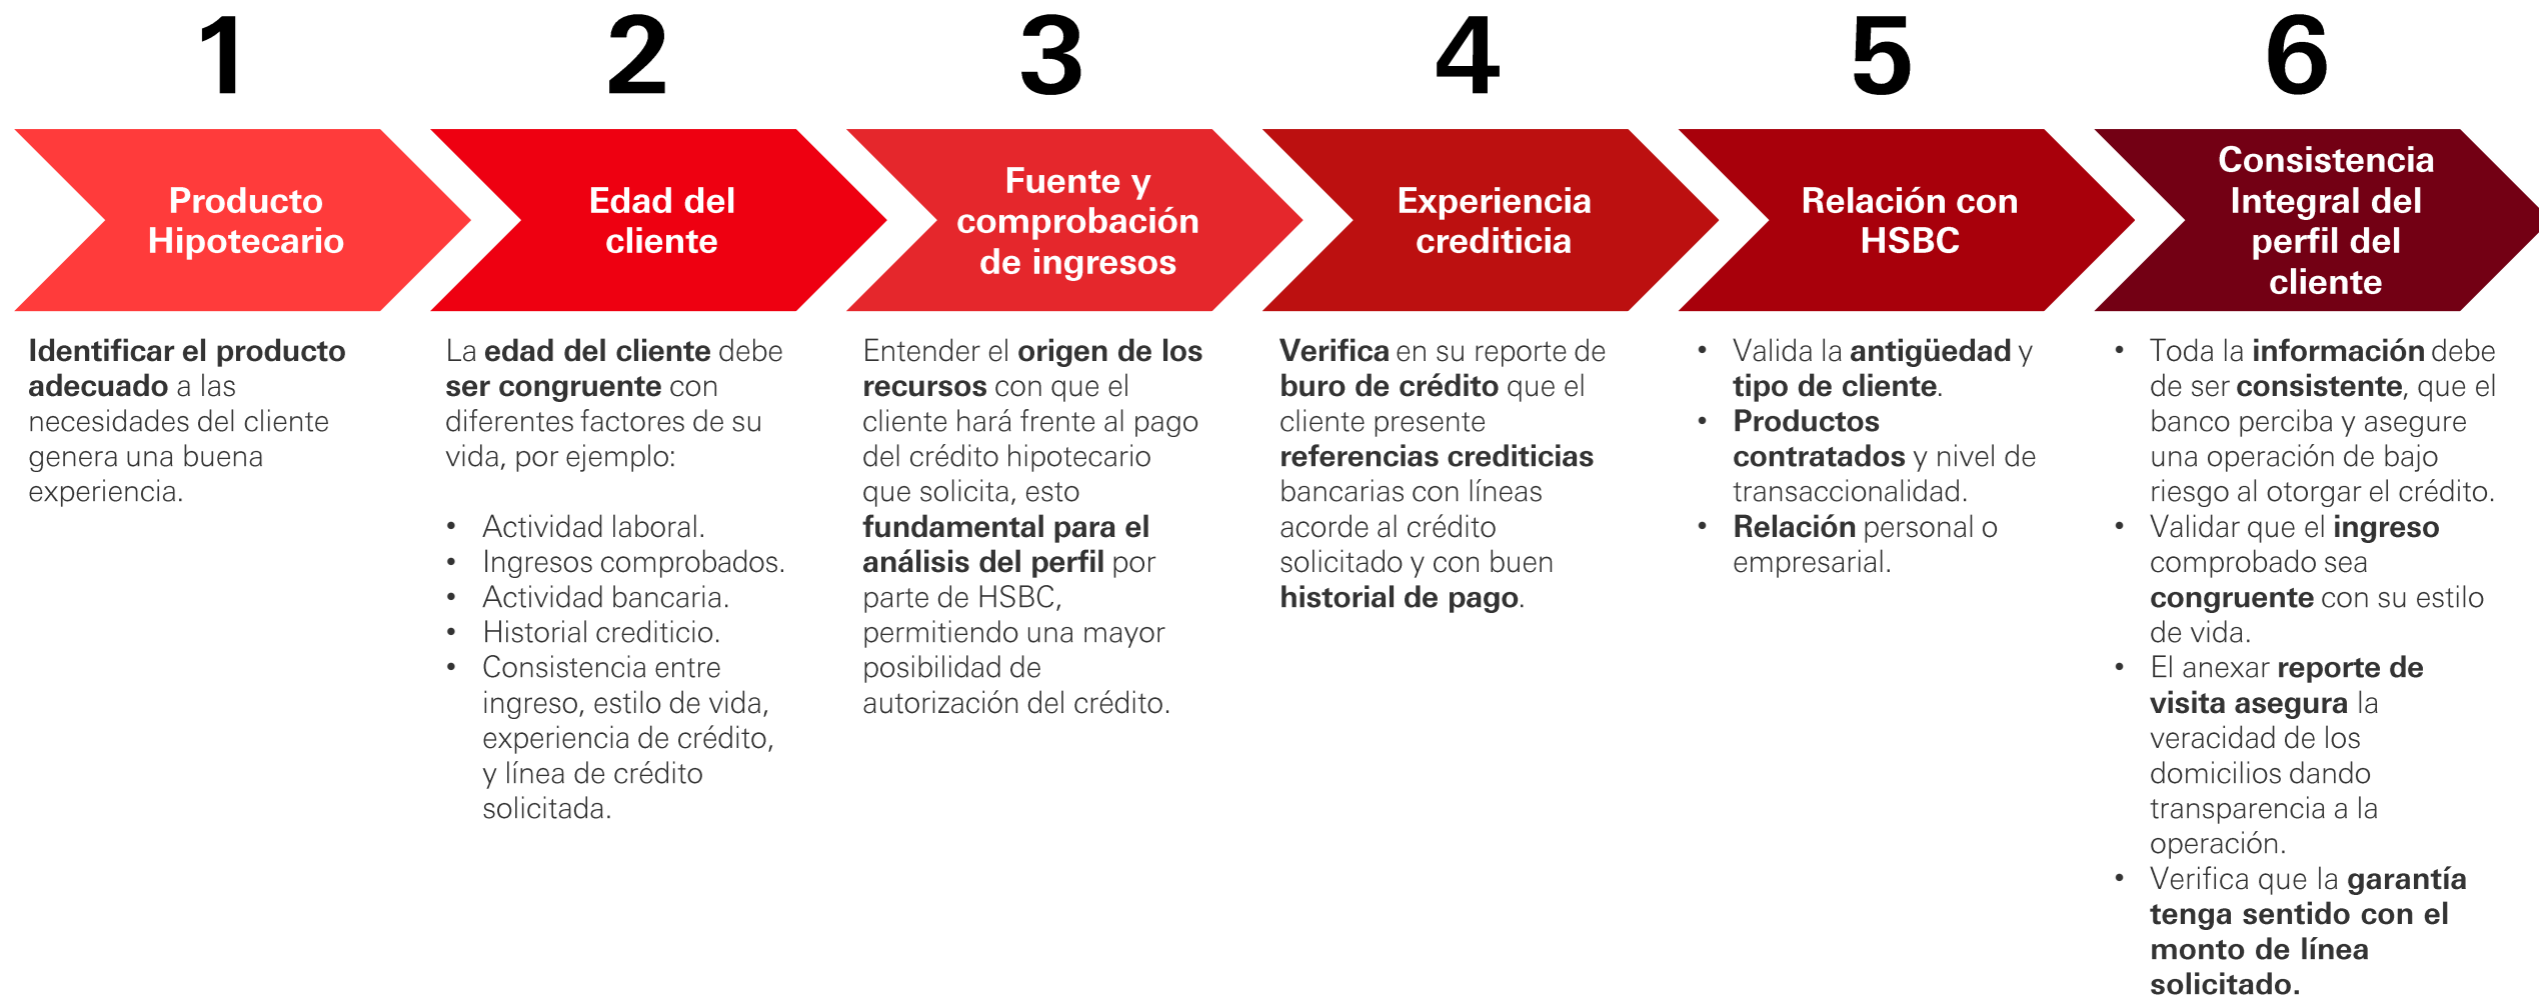 1
Producto
Hipotecario
Identificar el producto
adecuado a las
necesidades del cliente
genera una buena
experiencia.
2
Edad del
cliente
La edad del cliente debe
ser congruente con
diferentes factores de su
vida, por ejemplo:
• Actividad laboral.
• Ingresos comprobados.
• Actividad bancaria.
• Historial crediticio.
• Consistencia entre
ingreso, estilo de vida,
experiencia de crédito,
y línea de crédito
solicitada.
3
Fuente y
comprobación
de ingresos
Entender el origen de los
recursos con que el
cliente hará frente al pago
del crédito hipotecario
que solicita, esto
fundamental para el
análisis del perfil por
parte de HSBC,
permitiendo una mayor
posibilidad de
autorización del crédito.
4
Experiencia
crediticia
Verifica en su reporte de
buro de crédito que el
cliente presente
referencias crediticias
bancarias con líneas
acorde al crédito
solicitado y con buen
historial de pago.
5
Relación con
HSBC
• Valida la antigüedad y
tipo de cliente.
• Productos
contratados y nivel de
transaccionalidad.
• Relación personal o
empresarial.
6
Consistencia
Integral del
perfil del
cliente
• Toda la información debe
de ser consistente, que el
banco perciba y asegure
una operación de bajo
riesgo al otorgar el crédito.
• Validar que el ingreso
comprobado sea
congruente con su estilo
de vida.
• El anexar reporte de
visita asegura la
veracidad de los
domicilios dando
transparencia a la
operación.
• Verifica que la garantía
tenga sentido con el
monto de línea
solicitado.